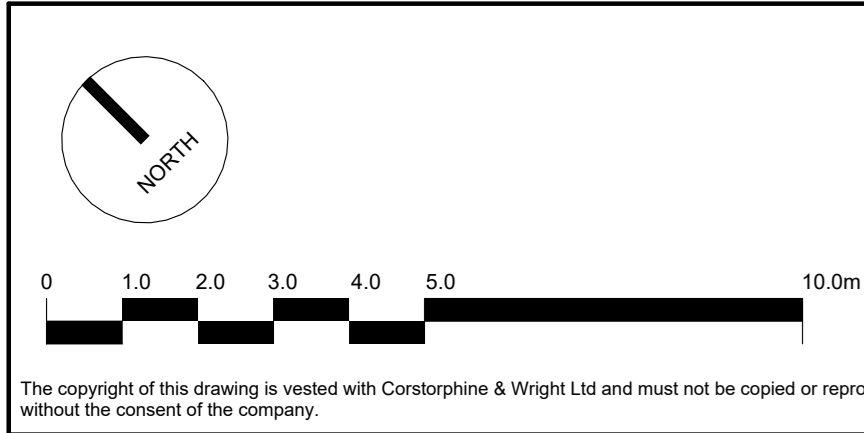 NORTH
0 1.0 2.0 3.0 4.0 5.0 10.0m
The copyright of this drawing is vested with Corstorphine & Wright Ltd and must not be copied or
without the consent of the company.